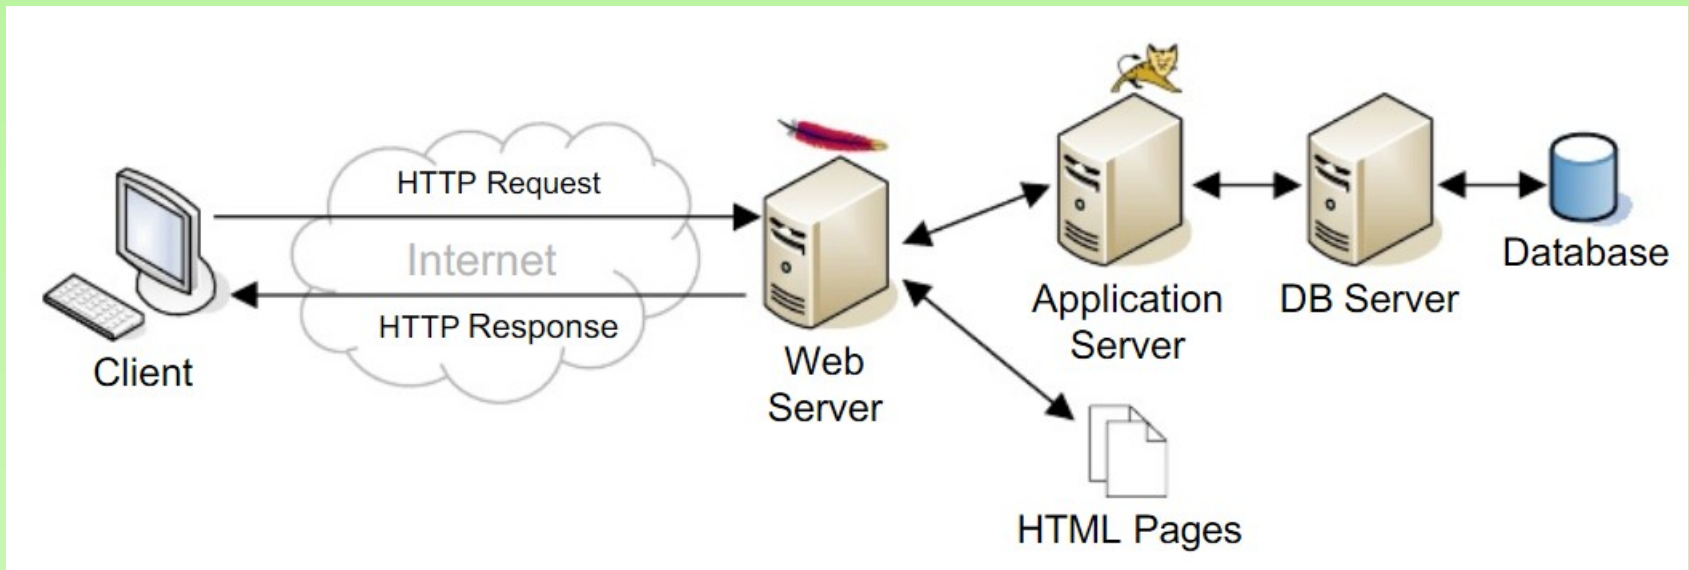 HTTP Request
Internet
HTTP Response
Client
Web
Server
Application
Server
DB Server
Database
HTML Pages